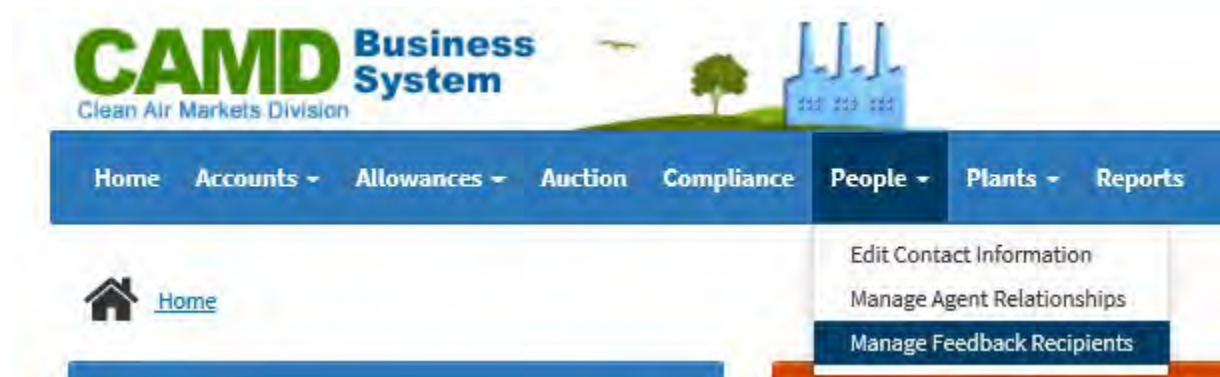 CAMD Business System
Clean Air Markets Division
Home Accounts Allowances Auction Compliance People Plants Reports
Edit Contact Information
Home
Manage Agent Relationships
Manage Feedback Recipients